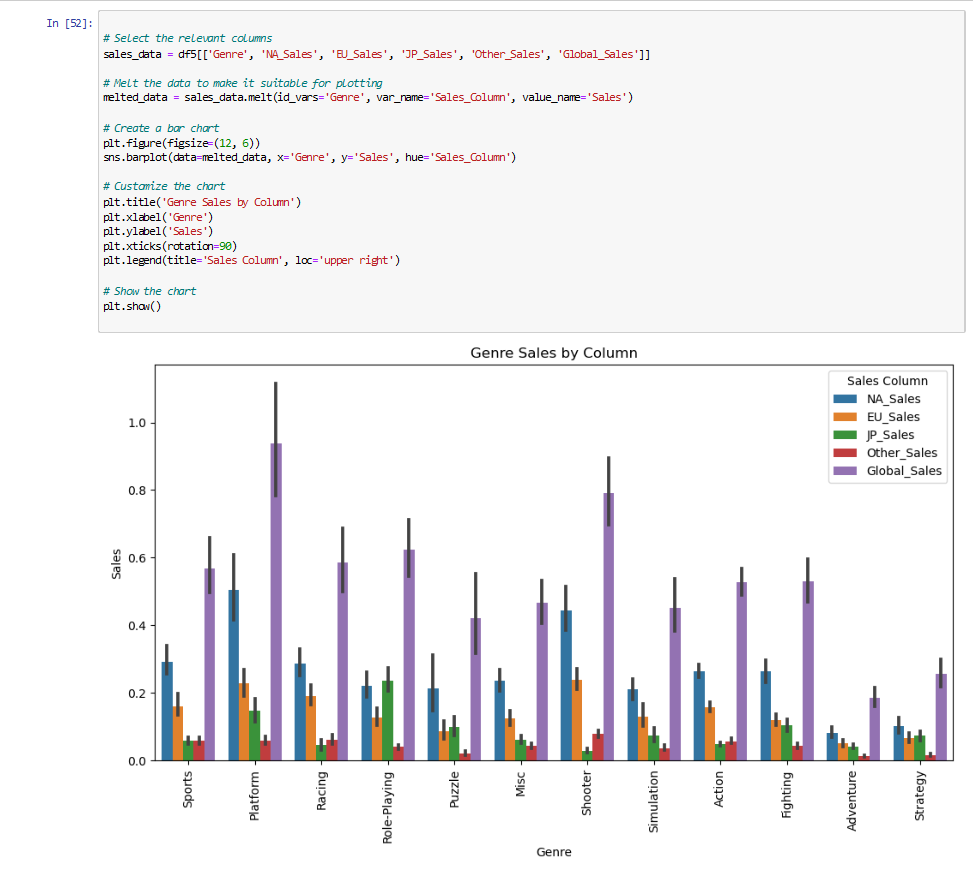 In [52]:
# Select the relevant columns
sales_data = df5[['Genre', 'NA_Sales', 'EU_Sales', 'JP_Sales', 'Other_Sales', 'Global_Sales']]
# Melt the data to make it suitable for plotting
melted_data = sales_data.melt(id_vars='Genre', var_name='Sales_Column', value_name='Sales')
# Create a bar chart
plt.figure(figsize=(12, 6))
sns.barplot(data=melted_data, x='Genre', y='Sales', hue='Sales_Column')
# Custamize the chart
plt.title('Genre Sales by Column')
plt.xlabel('Genre')
plt.ylabel('Sales')
plt.xticks(rotation=90)
plt.legend(title='Sales Column', loc='upper right')
# Show the chart
plt.show()
Genre Sales by Column
Sales Column
NA_Sales
EU_Sales
JP_Sales
Other_Sales
Global_Sales
1.0
0.8
0.6
0.4
0.2
0.0
Sales
Sports
Platform
Racing
Role-Playing
Puzzle
Misc
Shooter
Simulation
Action
Fighting
Adventure
Strategy
Genre